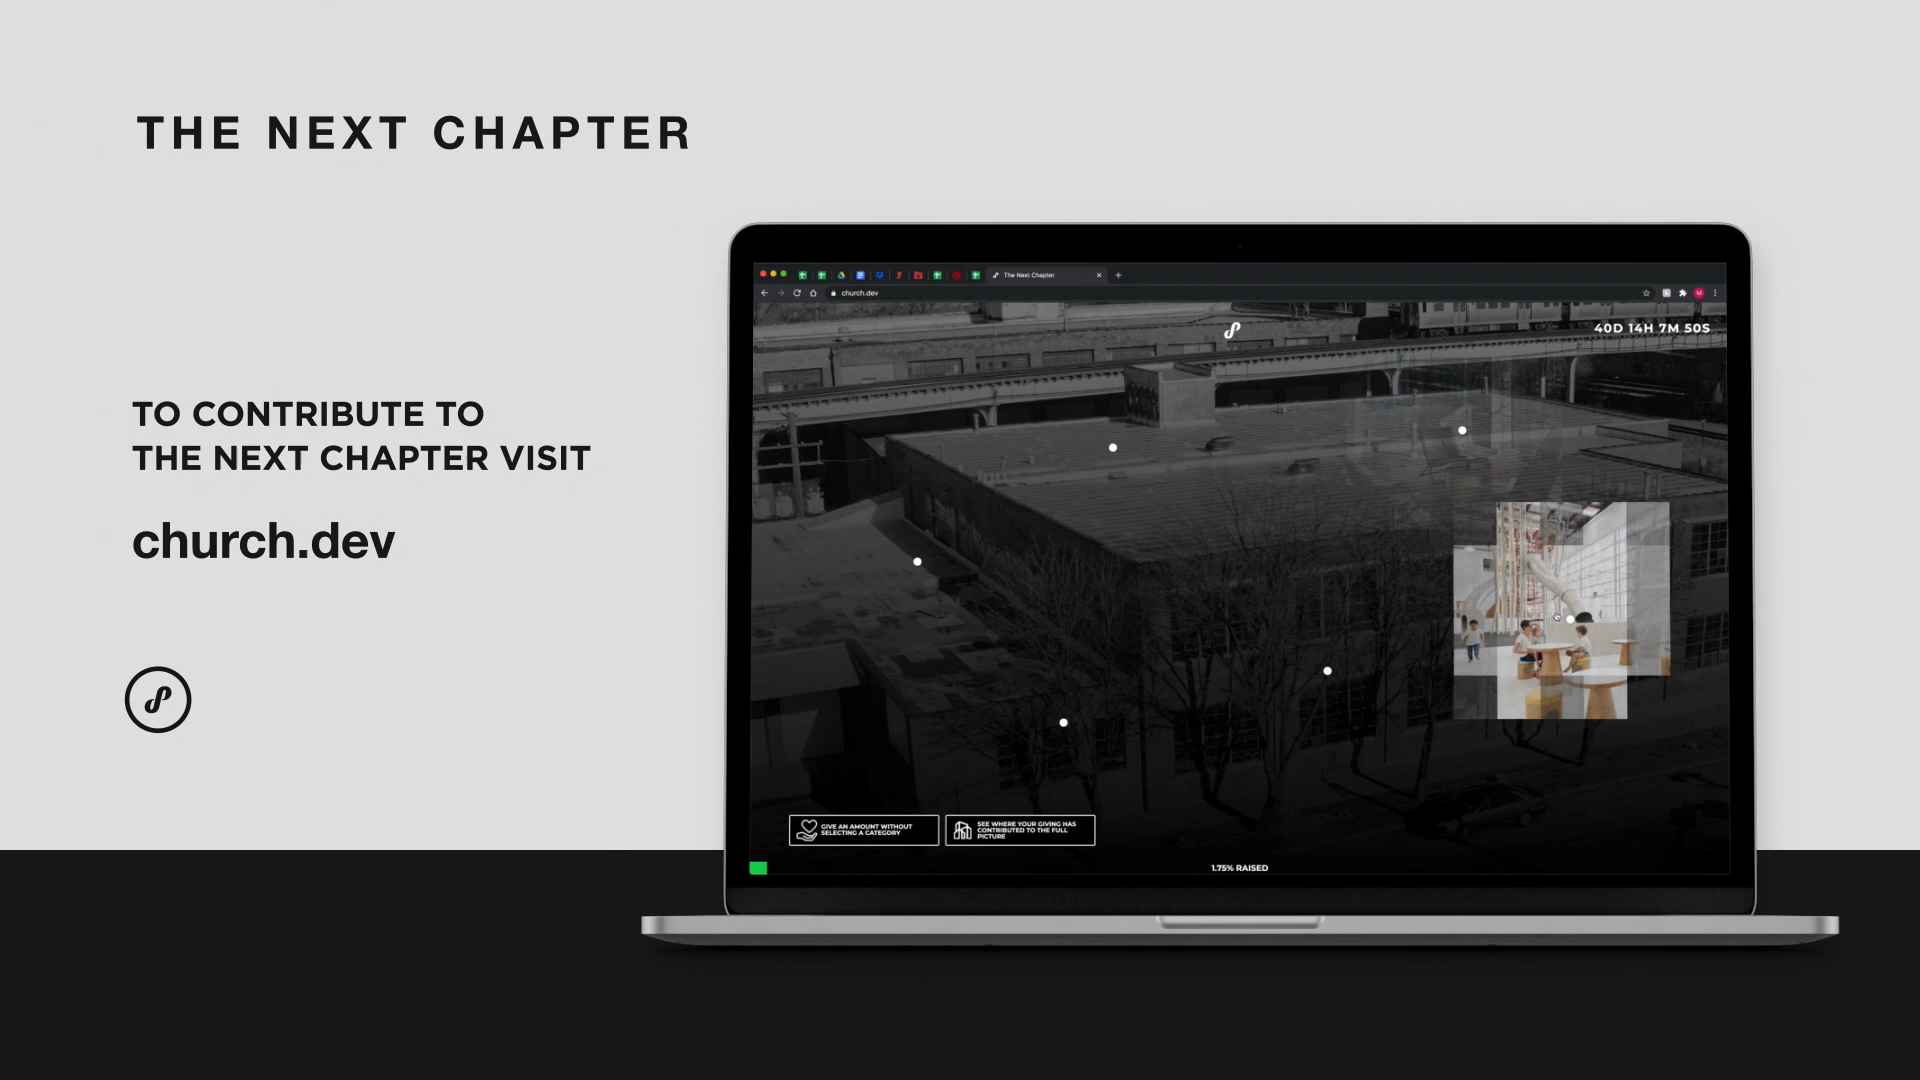 THE NEXT CHAPTER
TO CONTRIBUTE TO
THE NEXT CHAPTER VISIT
church.dev
The Next Chapter
church.dev
40D 14H 7M 50S
GIVE AN AMOUNT WITHOUT
SELECTING A CATEGORY
SEE WHERE YOUR GIVING HAS
CONTRIBUTED TO THE FULL
PICTURE
1.75% RAISED